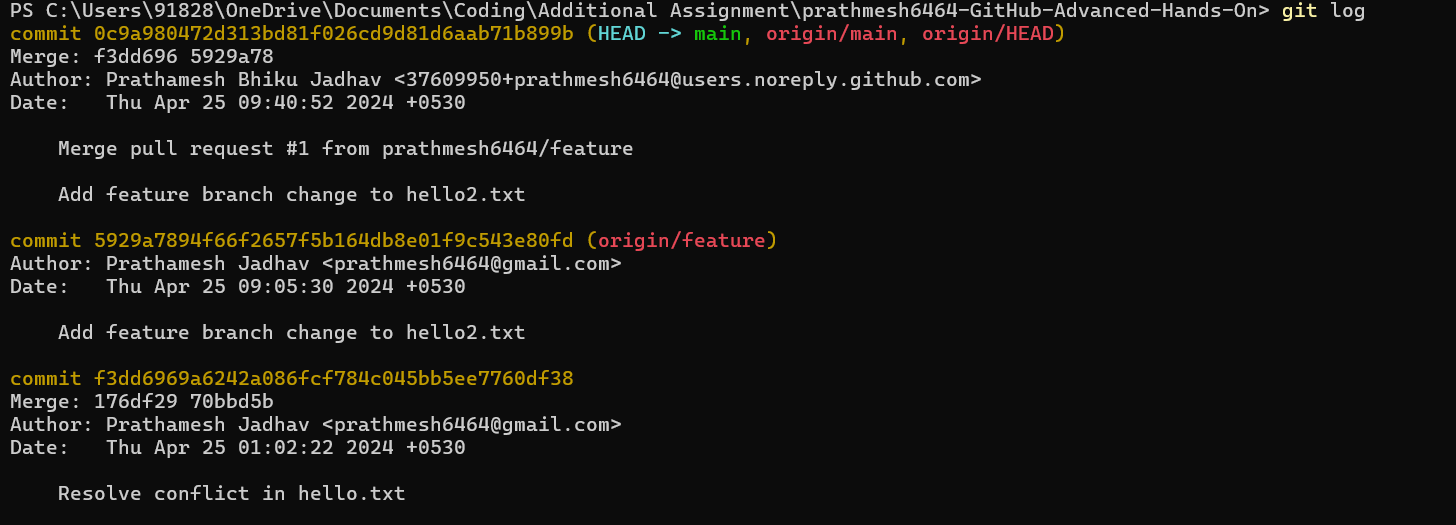 PS C:\Users\91828\OneDrive\Documents\Coding\Additional Assignment\prathmesh6464-GitHub-Advanced-Hands-On> git log
commit 0c9a980472d313bd81f026cd9d81d6aab71b899b (HEAD -> main, origin/main, origin/HEAD)
Merge: f3dd696 5929a78
Author: Prathamesh Bhiku Jadhav <37609950+prathmesh6464@users.noreply.github.com>
Date:   Thu Apr 25 09:40:52 2024 +0530
    Merge pull request #1 from prathmesh6464/feature
    Add feature branch change to hello2.txt
commit 5929a7894f66f2657f5b164db8e01f9c543e80fd (origin/feature)
Author: Prathamesh Jadhav <prathmesh6464@gmail.com>
Date:   Thu Apr 25 09:05:30 2024 +0530
    Add feature branch change to hello2.txt
commit f3dd6969a6242a086fcf784c045bb5ee7760df38
Merge: 176df29 70bbd5b
Author: Prathamesh Jadhav <prathmesh6464@gmail.com>
Date:   Thu Apr 25 01:02:22 2024 +0530
    Resolve conflict in hello.txt